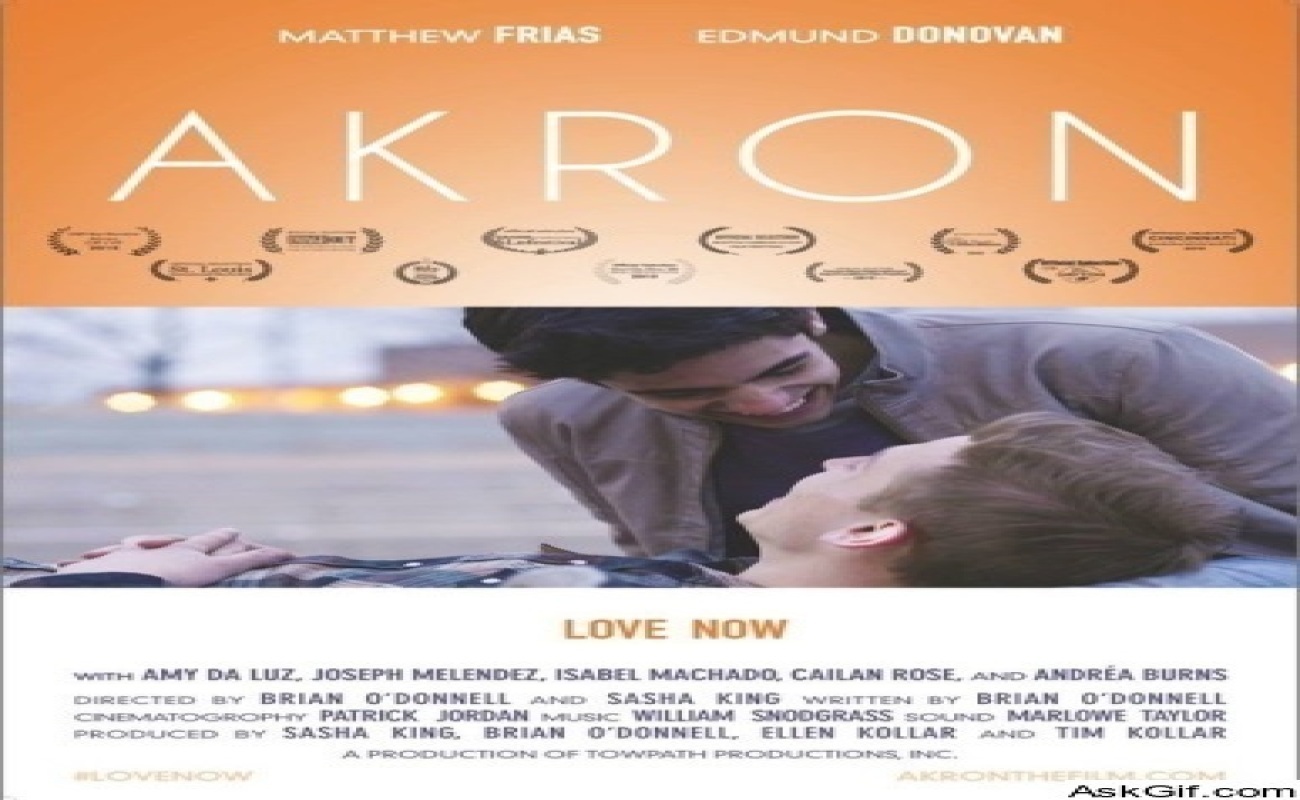 MATTHEW FRIAS EDMUND DONOVAN
AKRON
St. Louis
LOVE NOW
WITH AMY DA LUZ, JOSEPH MELENDEZ, ISABEL MACHADO, CAILAN ROSE, AND ANDRÉA BURNS
DIRECTED BY BRIAN O'DONNELL AND SASHA KING WRITTEN BY BRIAN O'DONNELL
CINEMATOGROPHY PATRICK JORDAN MUSIC WILLIAM SNODGRASS SOUND MARLOWE TAYLOR
PRODUCED BY SASHA KING, BRIAN O'DONNELL, ELLEN KOLLAR AND TIM KOLLAR
A PRODUCTION OF TOWPATH PRODUCTIONS, INC.
#LOVENOW AKRONTHEFILM.COM
AskGif.com